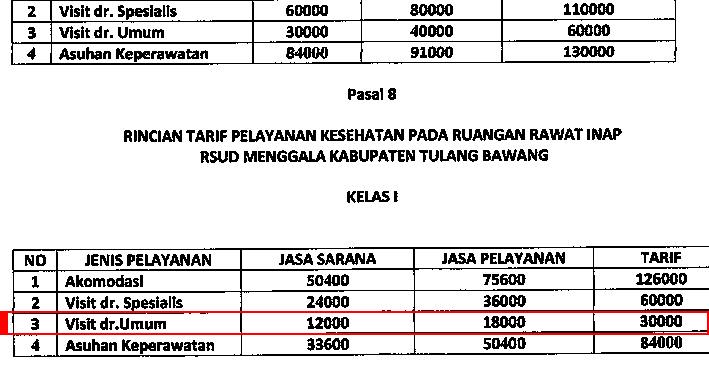 2 Visit dr. Spesialis 60000 80000 110000
3 Visit dr. Umum 30000 40000 60000
4 Asuhan Keperawatan 84000 91000 130000
Pasal 8
RINCIAN TARIF PELAYANAN KESEHATAN PADA RUANGAN RAWAT INAP
RSUD MENGGALA KABUPATEN TULANG BAWANG
KELAS I
NO JENIS PELAYANAN JASA SARANA JASA PELAYANAN TARIF
1 Akomodasi 50400 75600 126000
2 Visit dr. Spesialis 24000 36000 60000
3 Visit dr.Umum 12000 18000 30000
4 Asuhan Keperawatan 33600 50400 84000